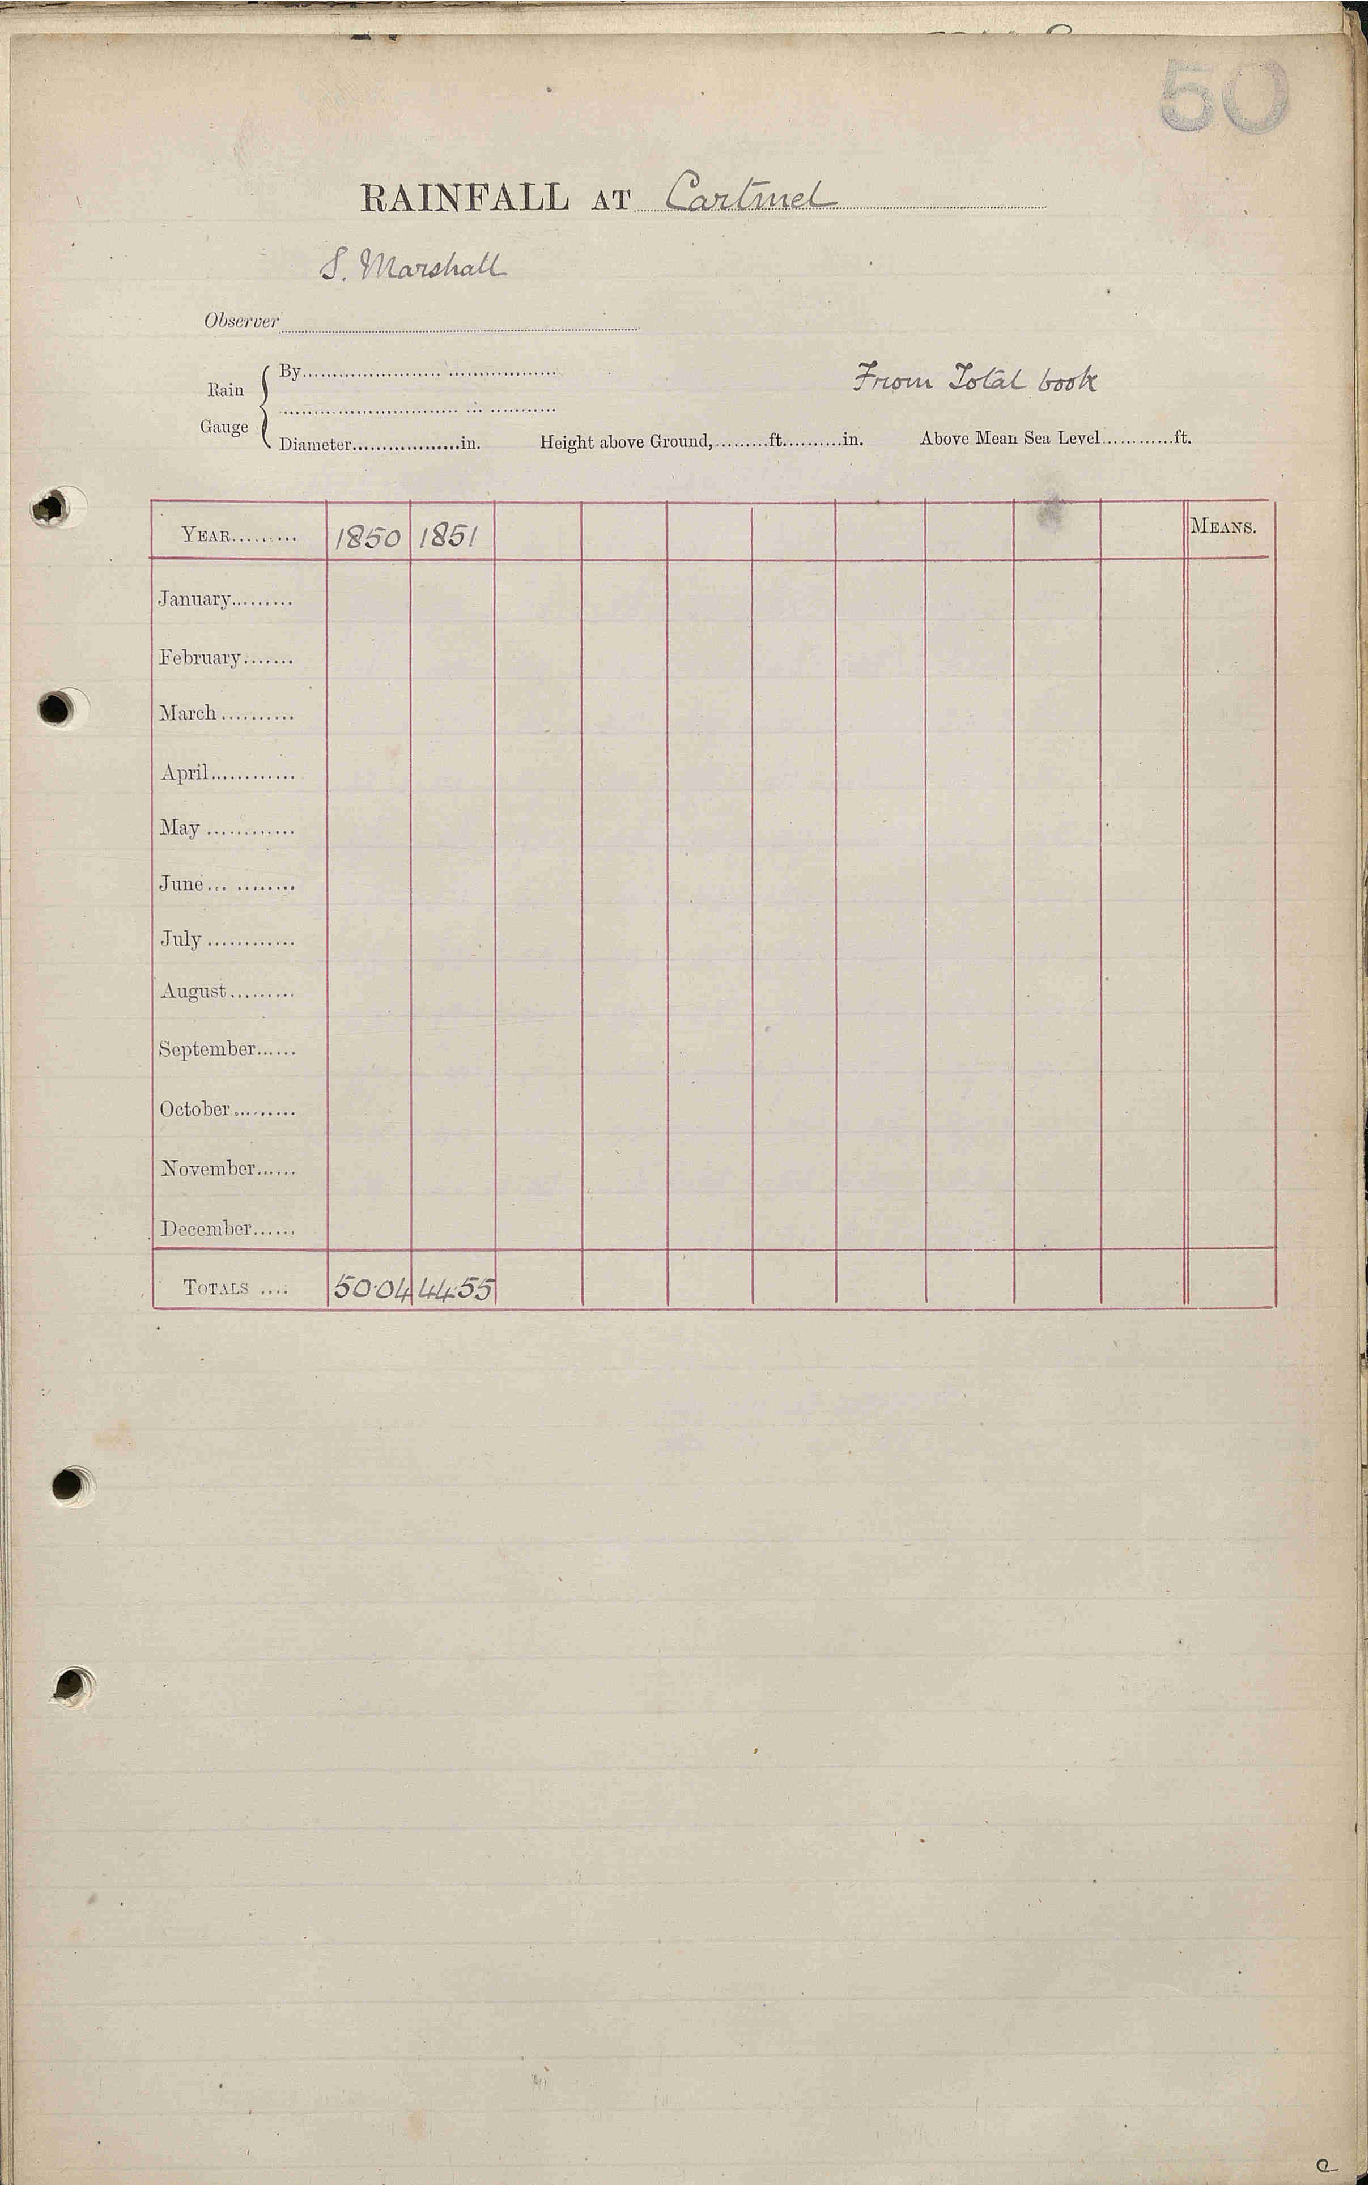 50
RAINFALL AT Cartmel
S. Marshall
Observer
Rain Gauge
By
From Total book
Diameter..................in. Height above Ground,.........ft..........in. Above Mean Sea Level............ft.
YEAR......... 1850 1851 MEANS.
January.........
February.......
March..........
April............
May............
June... ........
July............
August.........
September......
October.........
November......
December......
TOTALS .... 50·04 44·55
e